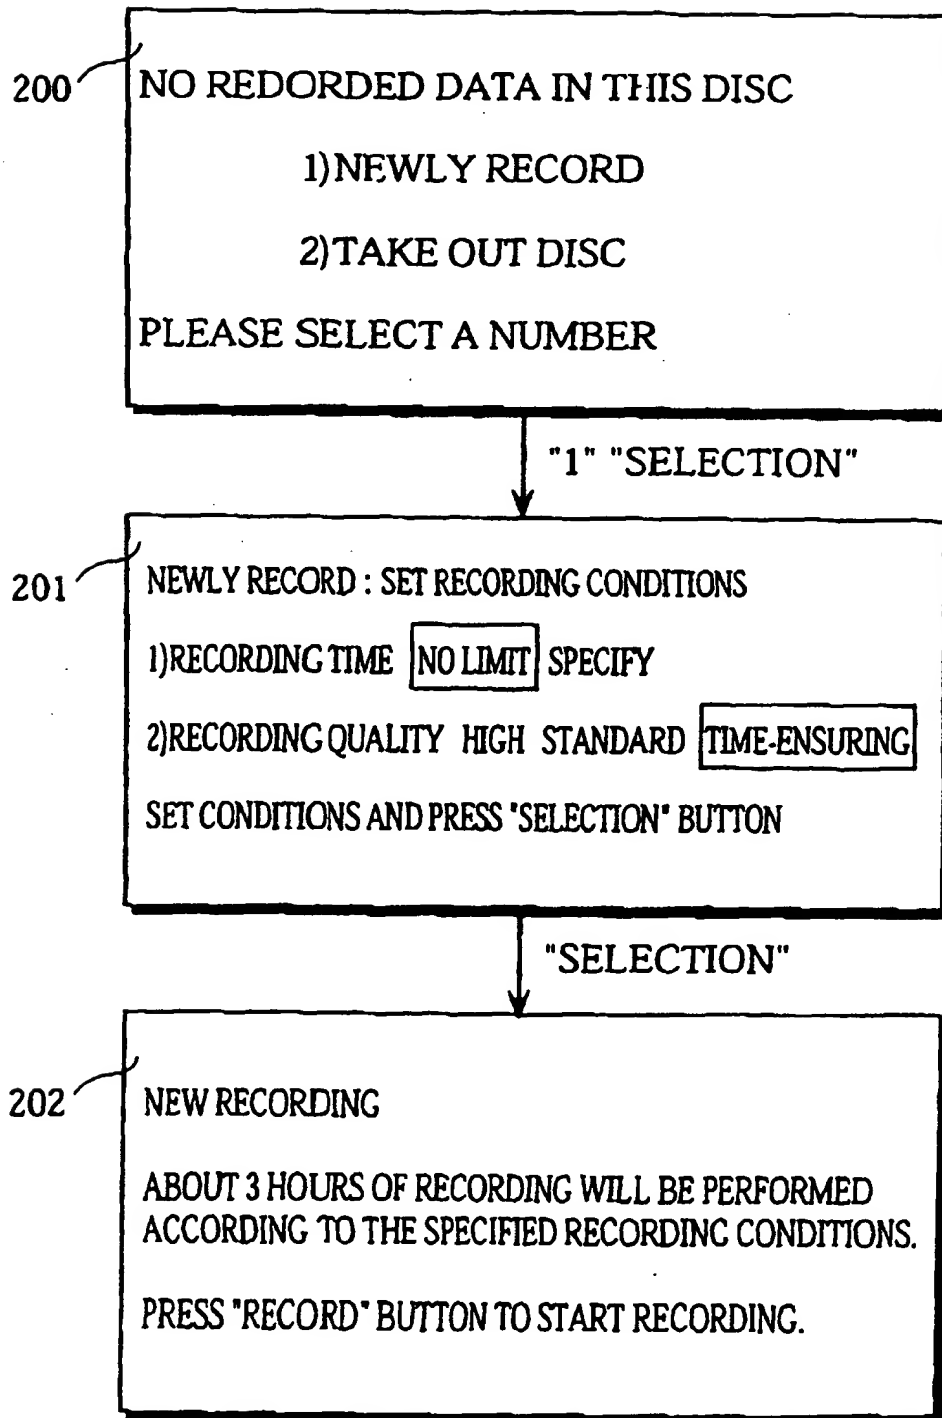 200
NO REDORDED DATA IN THIS DISC
1)NEWLY RECORD
2)TAKE OUT DISC
PLEASE SELECT A NUMBER
"1" "SELECTION"
201
NEWLY RECORD : SET RECORDING CONDITIONS
1)RECORDING TIME NO LIMIT SPECIFY
2)RECORDING QUALITY HIGH STANDARD TIME-ENSURING
SET CONDITIONS AND PRESS "SELECTION" BUTTON
"SELECTION"
202
NEW RECORDING
ABOUT 3 HOURS OF RECORDING WILL BE PERFORMED
ACCORDING TO THE SPECIFIED RECORDING CONDITIONS.
PRESS "RECORD" BUTTON TO START RECORDING.